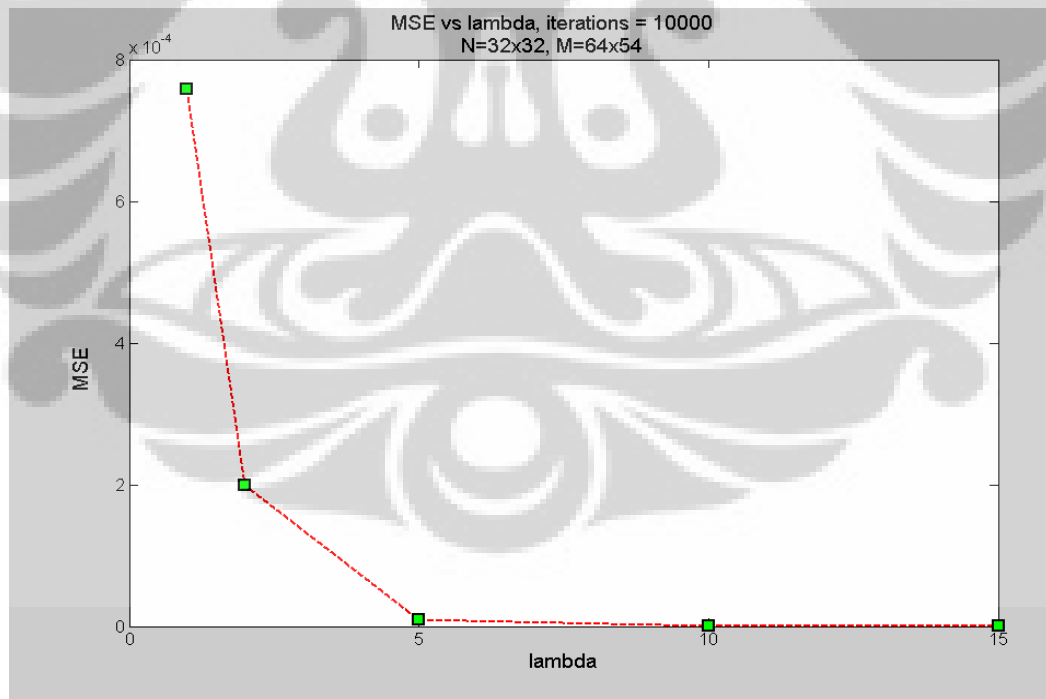 MSE vs lambda, iterations = 10000
N=32x32, M=64x54
x 10-4
8
6
4
2
0
MSE
0 5 10 15
lambda